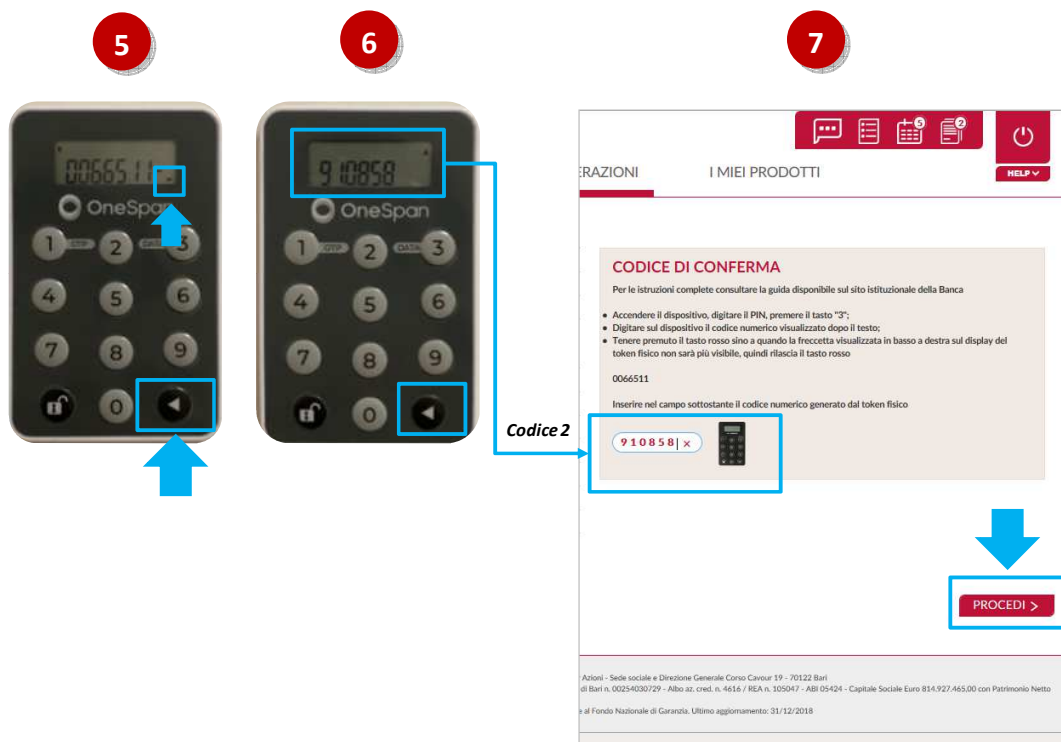 5
6
7
0066511
OneSpan
1 OTP 2 DATA 3
4 5 6
7 8 9
0
910858
OneSpan
1 OTP 2 DATA 3
4 5 6
7 8 9
0
Codice 2
5
2
ERAZIONI
I MIEI PRODOTTI
HELP
CODICE DI CONFERMA
Per le istruzioni complete consultare la guida disponibile sul sito istituzionale della Banca
• Accendere il dispositivo, digitare il PIN, premere il tasto "3";
• Digitare sul dispositivo il codice numerico visualizzato dopo il testo;
• Tenere premuto il tasto rosso sino a quando la freccetta visualizzata in basso a destra sul display del
token fisico non sarà più visibile, quindi rilascia il tasto rosso
0066511
Inserire nel campo sottostante il codice numerico generato dal token fisico
910858 ×
PROCEDI >
Azioni - Sede sociale e Direzione Generale Corso Cavour 19 - 70122 Bari
di Bari n. 00254030729 - Albo az. cred. n. 4616 / REA n. 105047 - ABI 05424 - Capitale Sociale Euro 814.927.465,00 con Patrimonio Netto
e al Fondo Nazionale di Garanzia. Ultimo aggiornamento: 31/12/2018